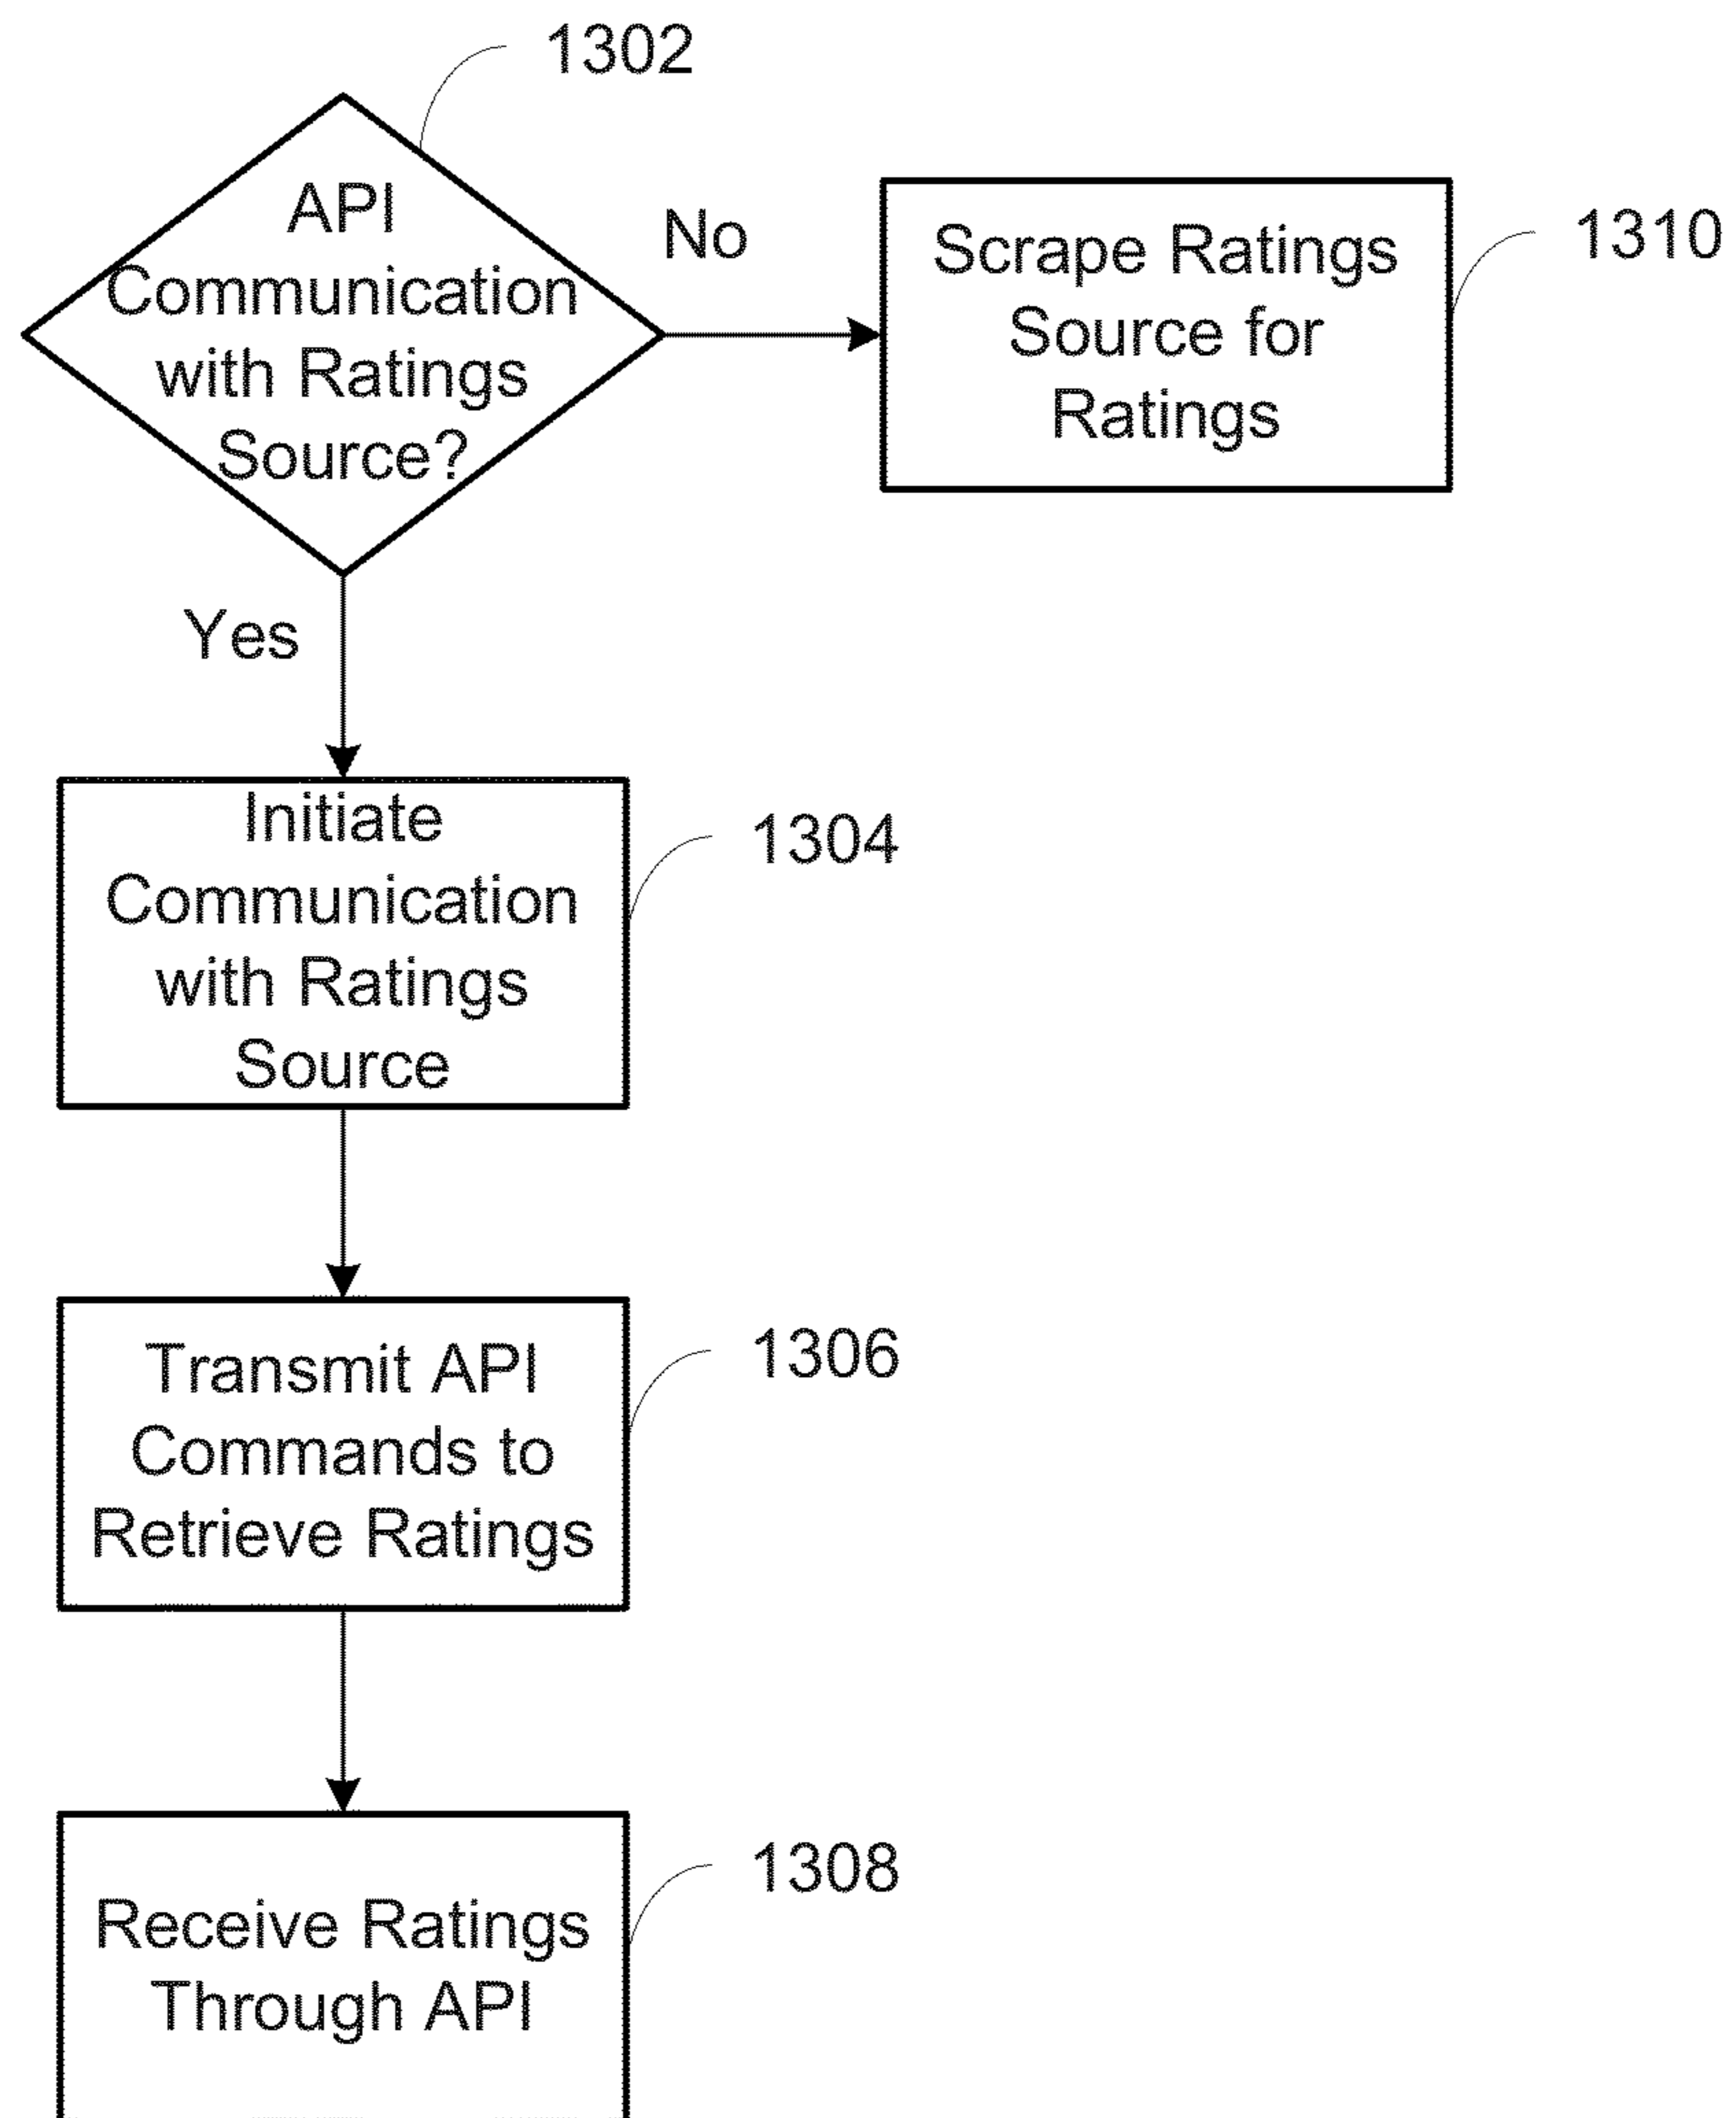 1302
API
Communication
with Ratings
Source?
No
Scrape Ratings
Source for
Ratings
1310
Yes
Initiate
Communication
with Ratings
Source
1304
Transmit API
Commands to
Retrieve Ratings
1306
Receive Ratings
Through API
1308